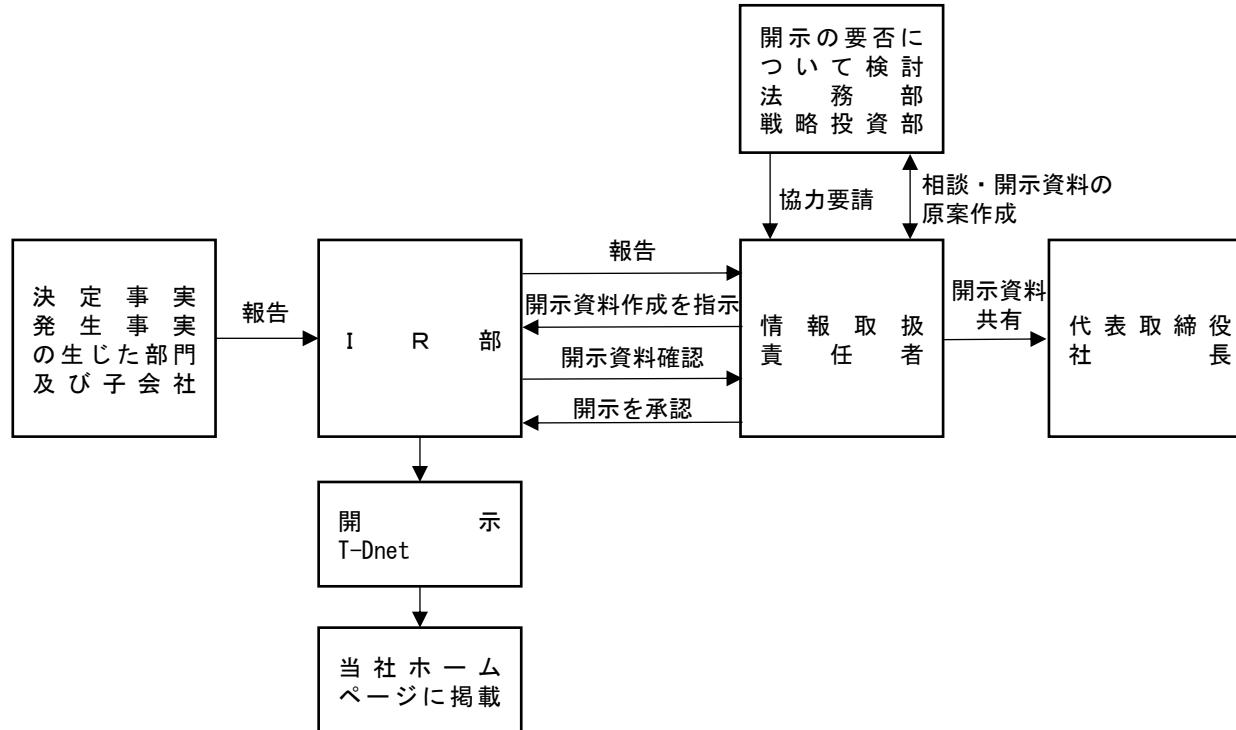 開示の要否に
ついて検討
法務部
戦略投資部
協力要請
相談・開示資料の
原案作成
決定事実
発生事実
の生じた部門
及び子会社
報告
IR部
報告
開示資料作成を指示
開示資料確認
開示を承認
情報取扱
責任者
開示資料
共有
代表取締役
社長
開示
T-Dnet
当社ホーム
ページに掲載